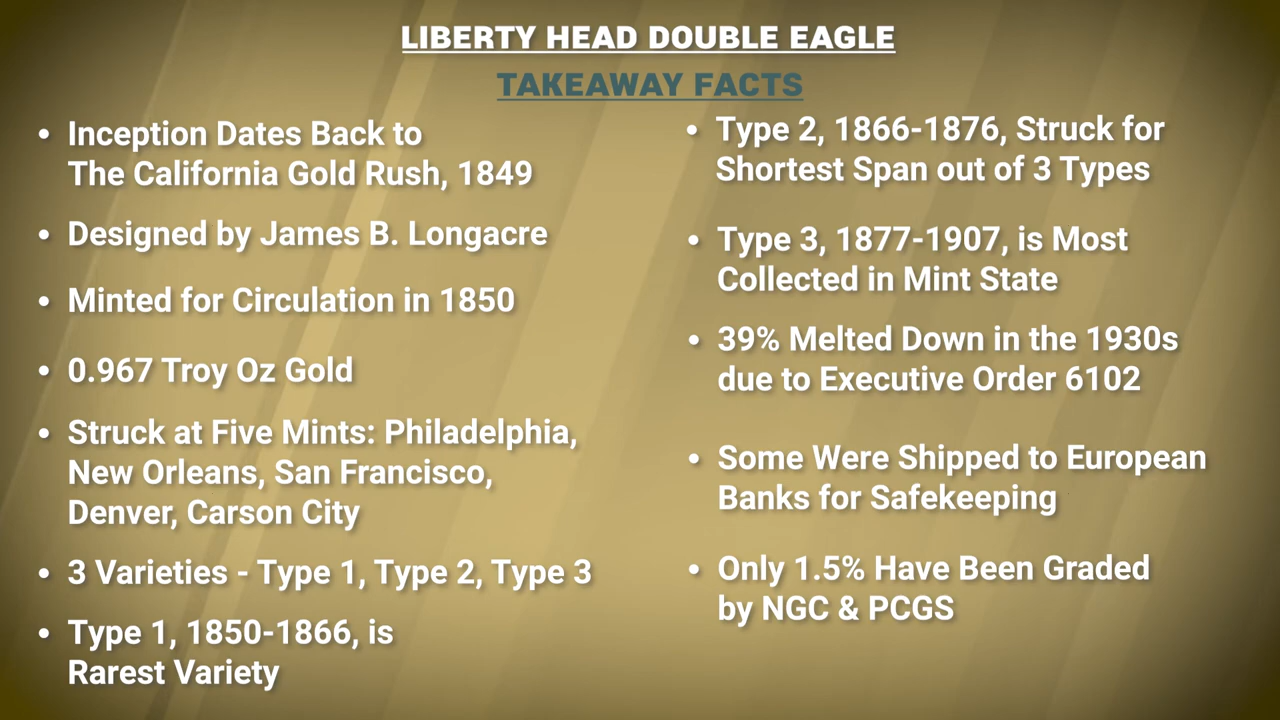 LIBERTY HEAD DOUBLE EAGLE
TAKEAWAY FACTS
• Inception Dates Back to
The California Gold Rush, 1849
• Designed by James B. Longacre
• Minted for Circulation in 1850
• 0.967 Troy Oz Gold
• Struck at Five Mints: Philadelphia,
New Orleans, San Francisco,
Denver, Carson City
• 3 Varieties - Type 1, Type 2, Type 3
• Type 1, 1850-1866, is
Rarest Variety
• Type 2, 1866-1876, Struck for
Shortest Span out of 3 Types
• Type 3, 1877-1907, is Most
Collected in Mint State
• 39% Melted Down in the 1930s
due to Executive Order 6102
• Some Were Shipped to European
Banks for Safekeeping
• Only 1.5% Have Been Graded
by NGC & PCGS